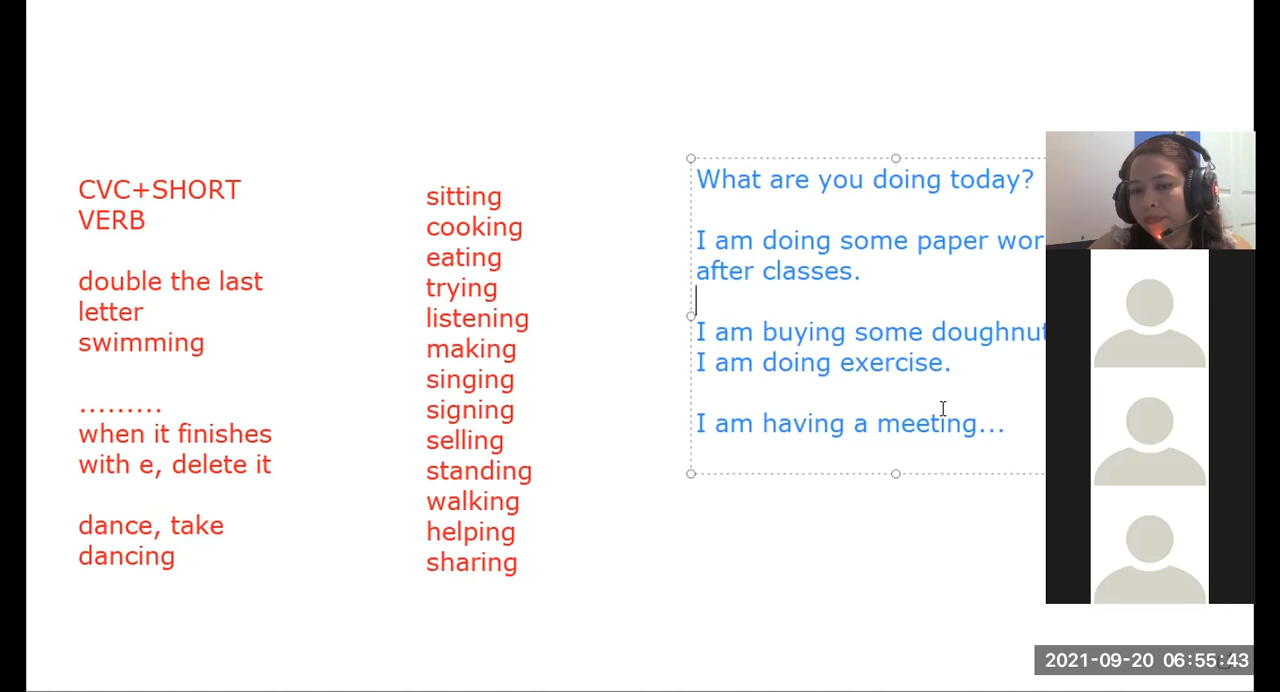 CVC+SHORT
VERB
double the last
letter
swimming
………
when it finishes
with e, delete it
dance, take
dancing
sitting
cooking
eating
trying
listening
making
singing
signing
selling
standing
walking
helping
sharing
What are you doing today?
I am doing some paper wor
after classes.
I am buying some doughnut
I am doing exercise.
I am having a meeting…
2021-09-20 06:55:43